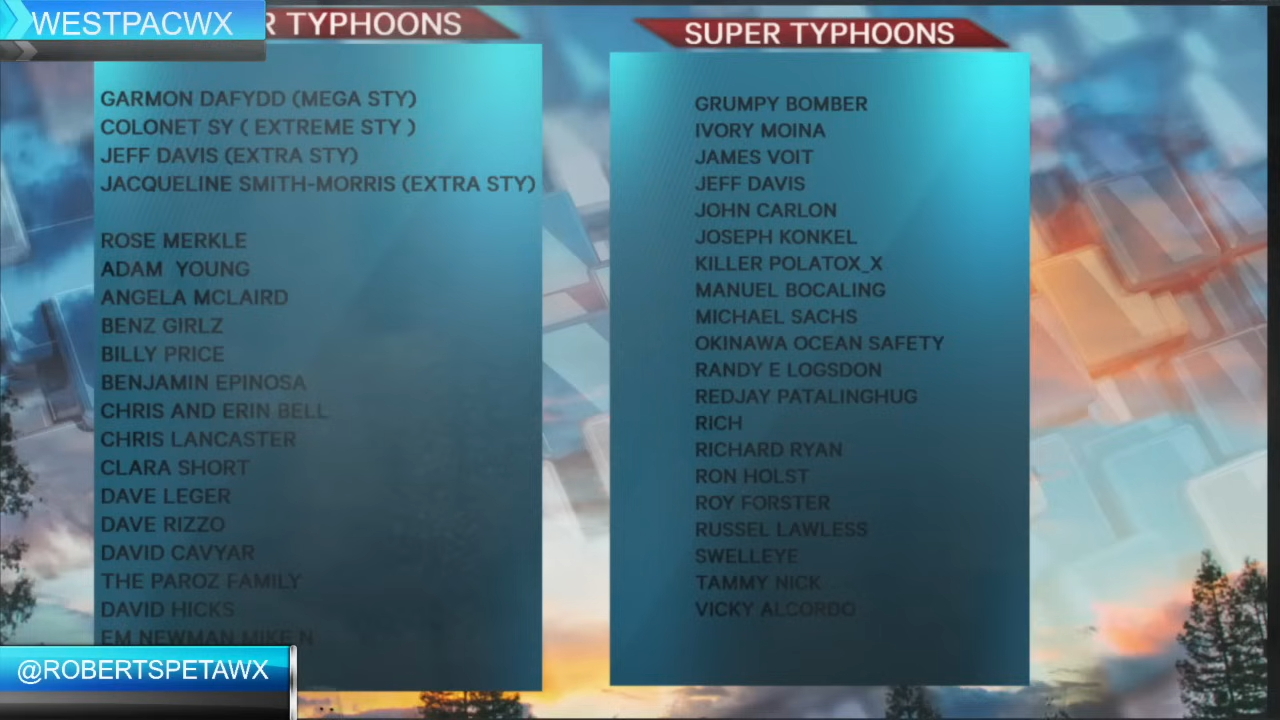 WESTPACWX
R TYPHOONS
GARMON DAFYDD (MEGA STY)
COLONET SY ( EXTREME STY )
JEFF DAVIS (EXTRA STY)
JACQUELINE SMITH-MORRIS (EXTRA STY)
ROSE MERKLE
ADAM YOUNG
ANGELA MCLAIRD
BENZ GIRLZ
BILLY PRICE
BENJAMIN EPINOSA
CHRIS AND ERIN BELL
CHRIS LANCASTER
CLARA SHORT
DAVE LEGER
DAVE RIZZO
DAVID CAVYAR
THE PAROZ FAMILY
DAVID HICKS
EM NEWMAN MIKE N
SUPER TYPHOONS
GRUMPY BOMBER
IVORY MOINA
JAMES VOIT
JEFF DAVIS
JOHN CARLON
JOSEPH KONKEL
KILLER POLATOX_X
MANUEL BOCALING
MICHAEL SACHS
OKINAWA OCEAN SAFETY
RANDY E LOGSDON
REDJAY PATALINGHUG
RICH
RICHARD RYAN
RON HOLST
ROY FORSTER
RUSSEL LAWLESS
SWELLEYE
TAMMY NICK
VICKY ALCORDO
@ROBERTSPETAWX